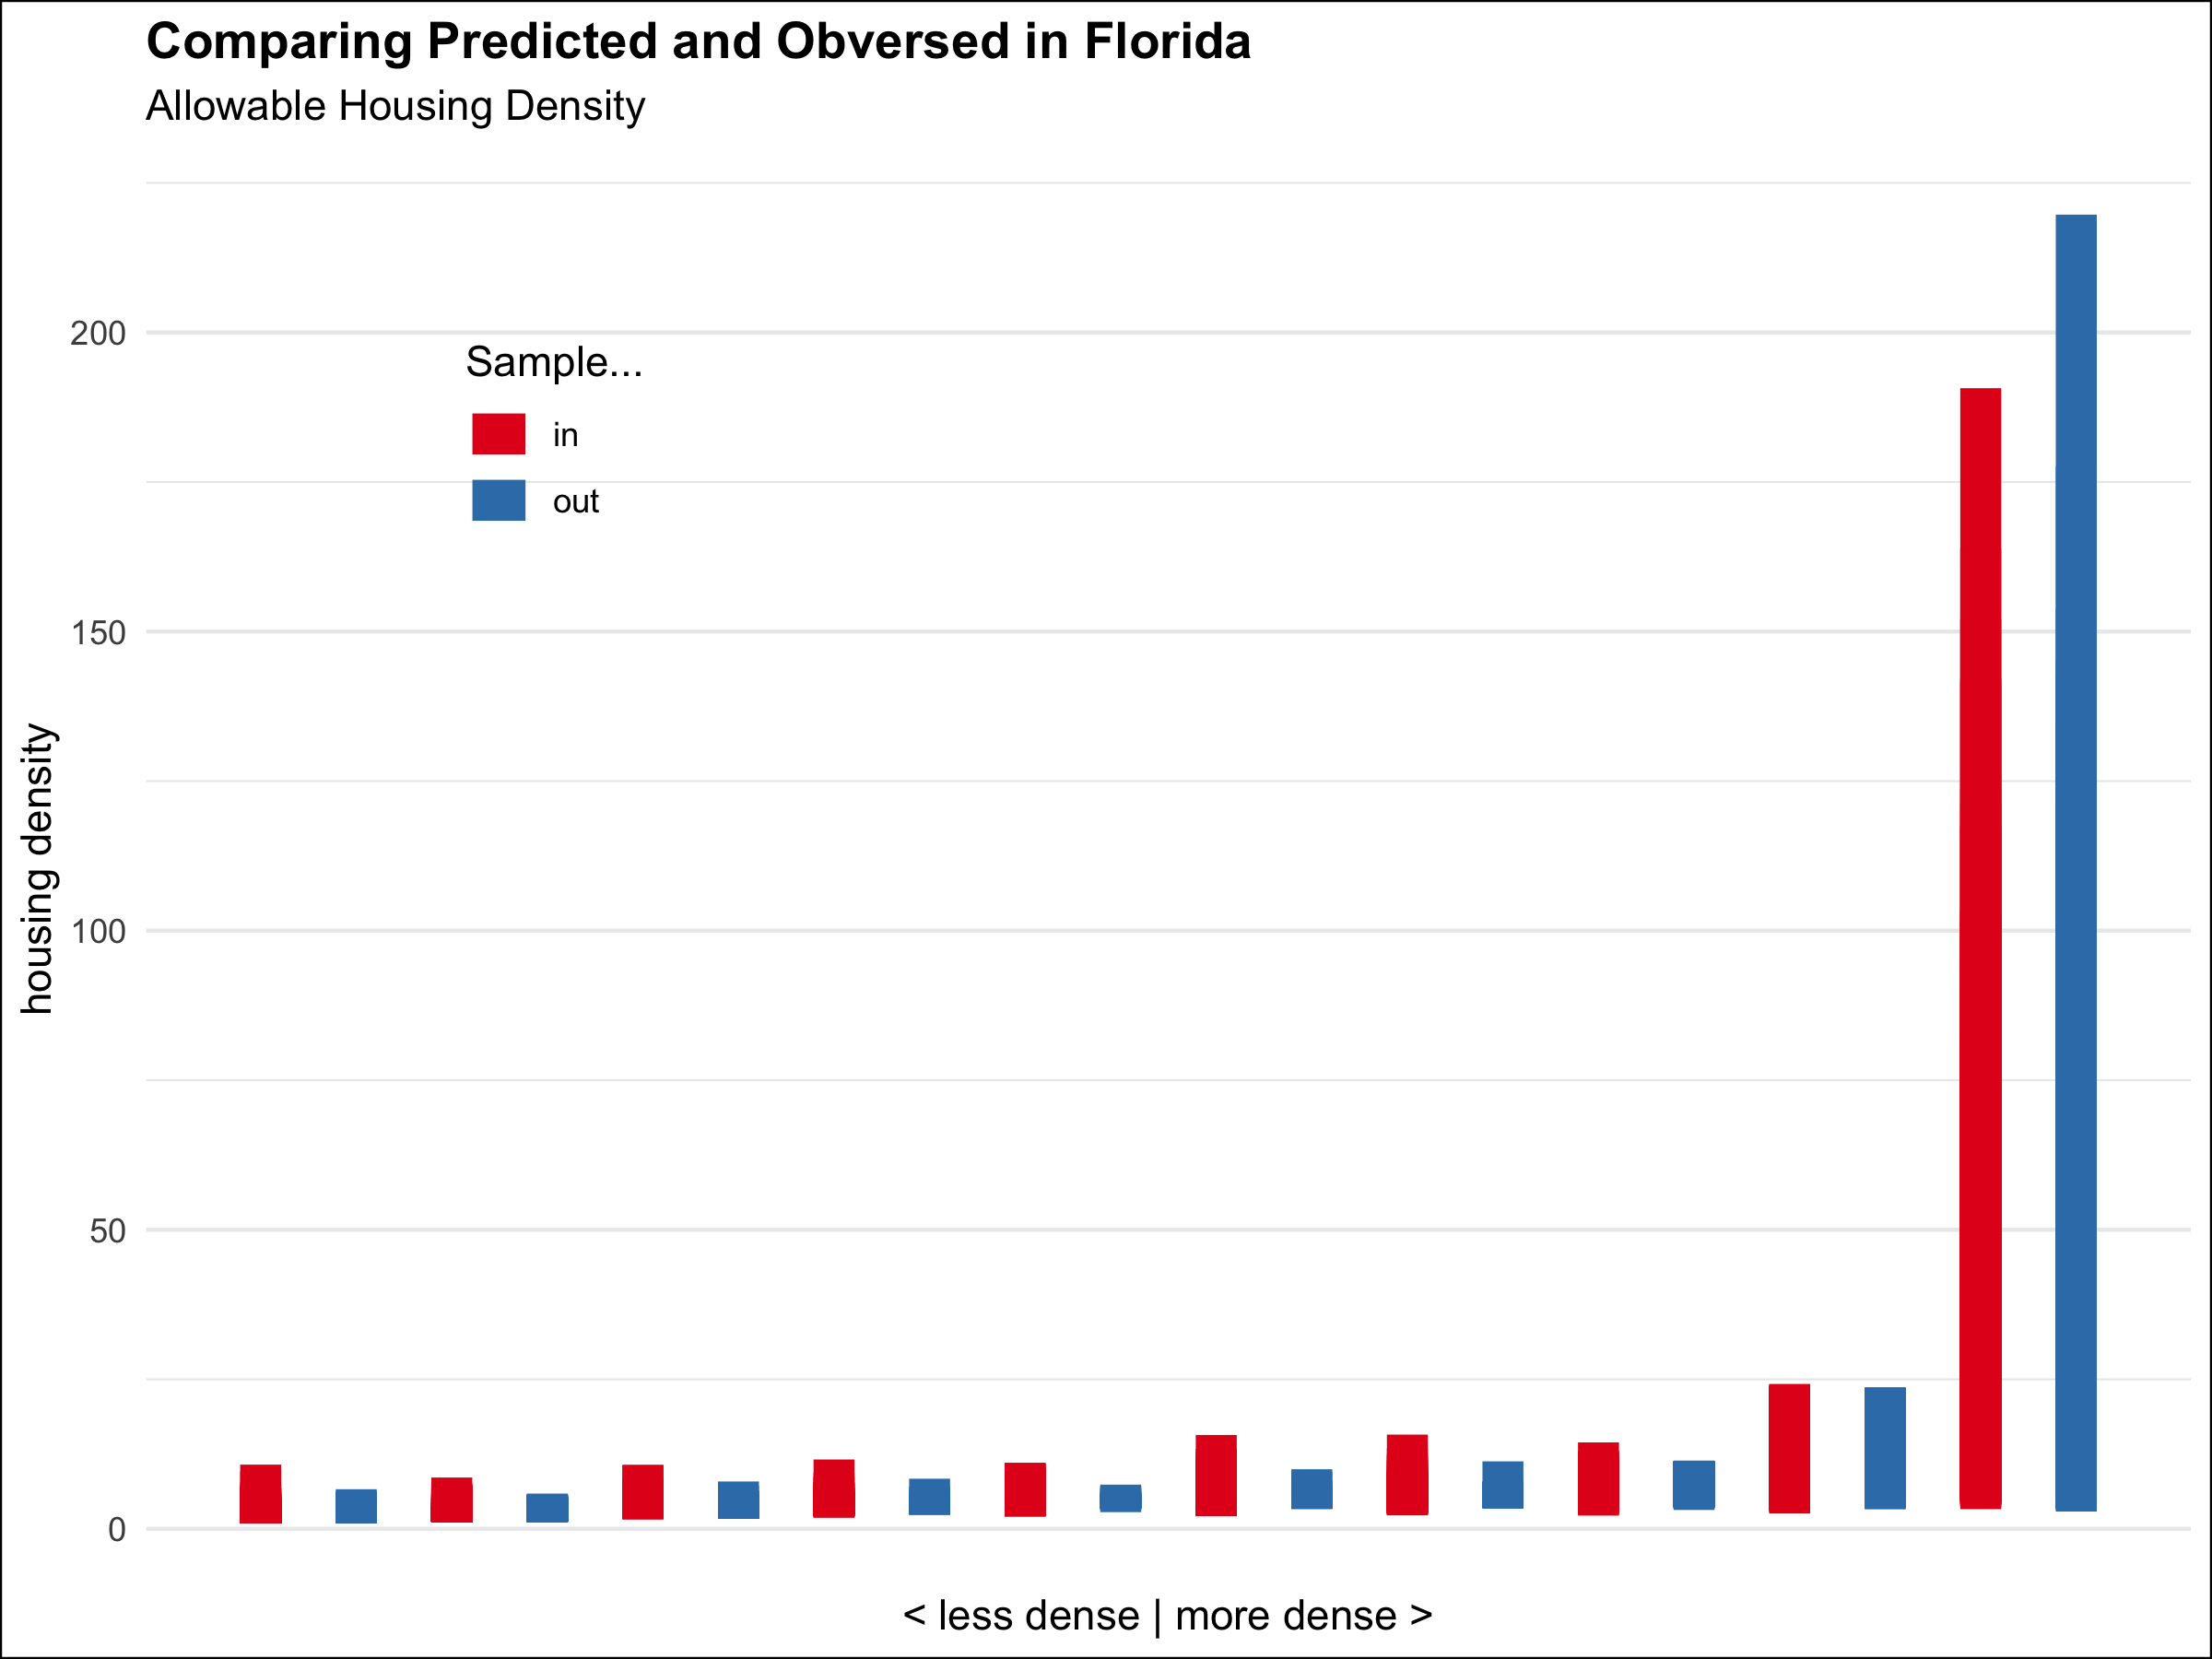 Comparing Predicted and Obversed in Florida
Allowable Housing Density
200
Sample...
in
out
150
housing density
100
50
0
< less dense | more dense >